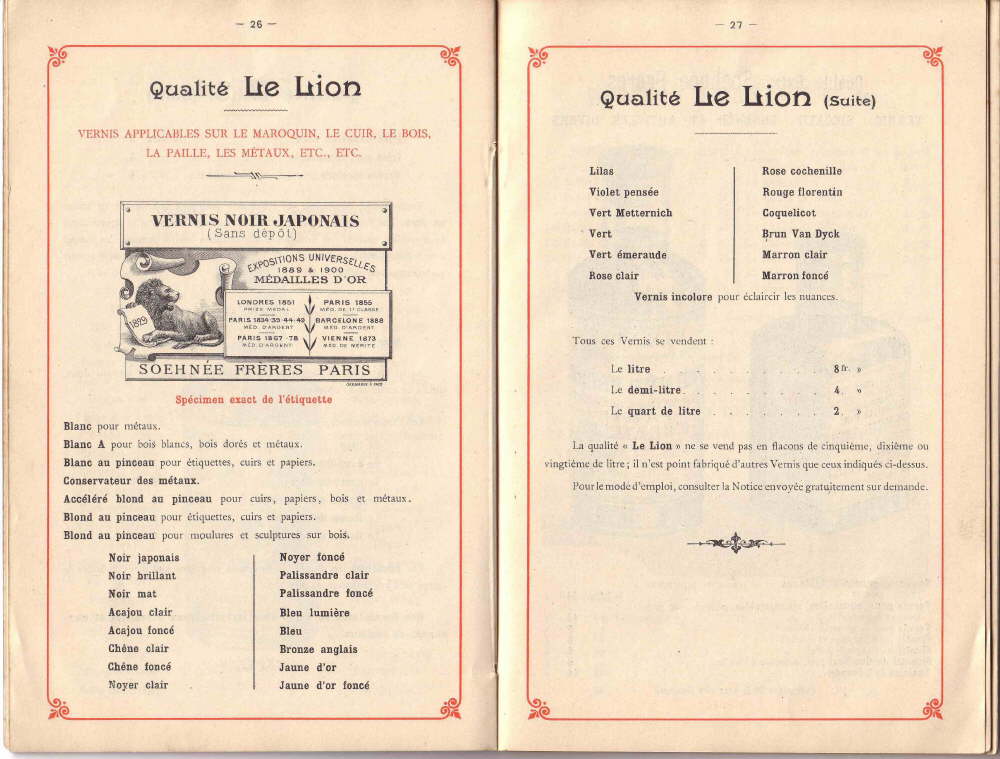 — 26 —
Qualité Le Lion
VERNIS APPLICABLES SUR LE MAROQUIN, LE CUIR, LE BOIS,
LA PAILLE, LES MÉTAUX, ETC., ETC.
VERNIS NOIR JAPONAIS
(Sans dépôt)
EXPOSITIONS UNIVERSELLES
1889 & 1900
MÉDAILLES D'OR
1829
LONDRES 1851
PRIZE MEDAL
PARIS 1834-39-44-49
MÉD. D'ARGENT
PARIS 1867-78
MÉD. D'ARGENT
PARIS 1855
MÉD. DE 1re CLASSE
BARCELONE 1888
MÉD. D'ARGENT
VIENNE 1873
MÉD. DE MÉRITE
SOEHNÉE FRÈRES PARIS
Spécimen exact de l'étiquette
Blanc pour métaux.
Blanc A pour bois blancs, bois dorés et métaux.
Blanc au pinceau pour étiquettes, cuirs et papiers.
Conservateur des métaux.
Accéléré blond au pinceau pour cuirs, papiers, bois et métaux.
Blond au pinceau pour étiquettes, cuirs et papiers.
Blond au pinceau pour moulures et sculptures sur bois.
Noir japonais
Noir brillant
Noir mat
Acajou clair
Acajou foncé
Chêne clair
Chêne foncé
Noyer clair
Noyer foncé
Palissandre clair
Palissandre foncé
Bleu lumière
Bleu
Bronze anglais
Jaune d'or
Jaune d'or foncé
— 27 —
Qualité Le Lion (Suite)
Lilas
Violet pensée
Vert Metternich
Vert
Vert émeraude
Rose clair
Rose cochenille
Rouge florentin
Coquelicot
Brun Van Dyck
Marron clair
Marron foncé
Vernis incolore pour éclaircir les nuances.
Tous ces Vernis se vendent :
Le litre . . . . . . . . . 8 fr. »
Le demi-litre . . . . . . . 4. »
Le quart de litre . . . . . . 2. »
La qualité « Le Lion » ne se vend pas en flacons de cinquième, dixième ou
vingtième de litre ; il n'est point fabriqué d'autres Vernis que ceux indiqués ci-dessus.
Pour le mode d'emploi, consulter la Notice envoyée gratuitement sur demande.